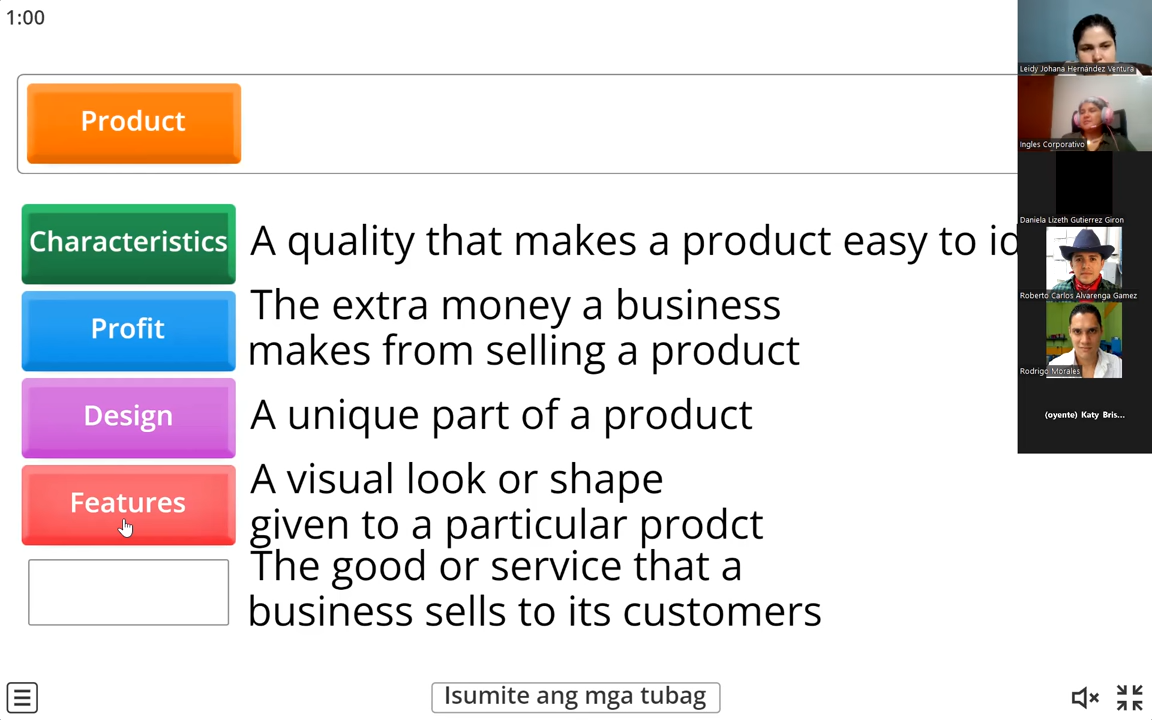 1:00
Product
Leidy Johana Hernández Ventura
Ingles Corporativo
Daniela Lizeth Gutierrez Giron
Roberto Carlos Alvarenga Gamez
Rodrigo Morales
(oyente) Katy Bris...
Characteristics
A quality that makes a product easy to
Profit
The extra money a business
makes from selling a product
Design
A unique part of a product
Features
A visual look or shape
given to a particular prodct
The good or service that a
business sells to its customers
Isumite ang mga tubag